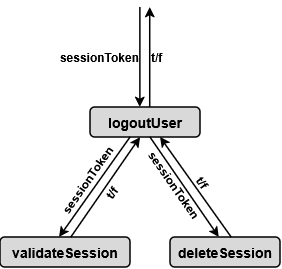 sessionToken t/f
logoutUser
sessionToken t/f sessionToken t/f
validateSession deleteSession